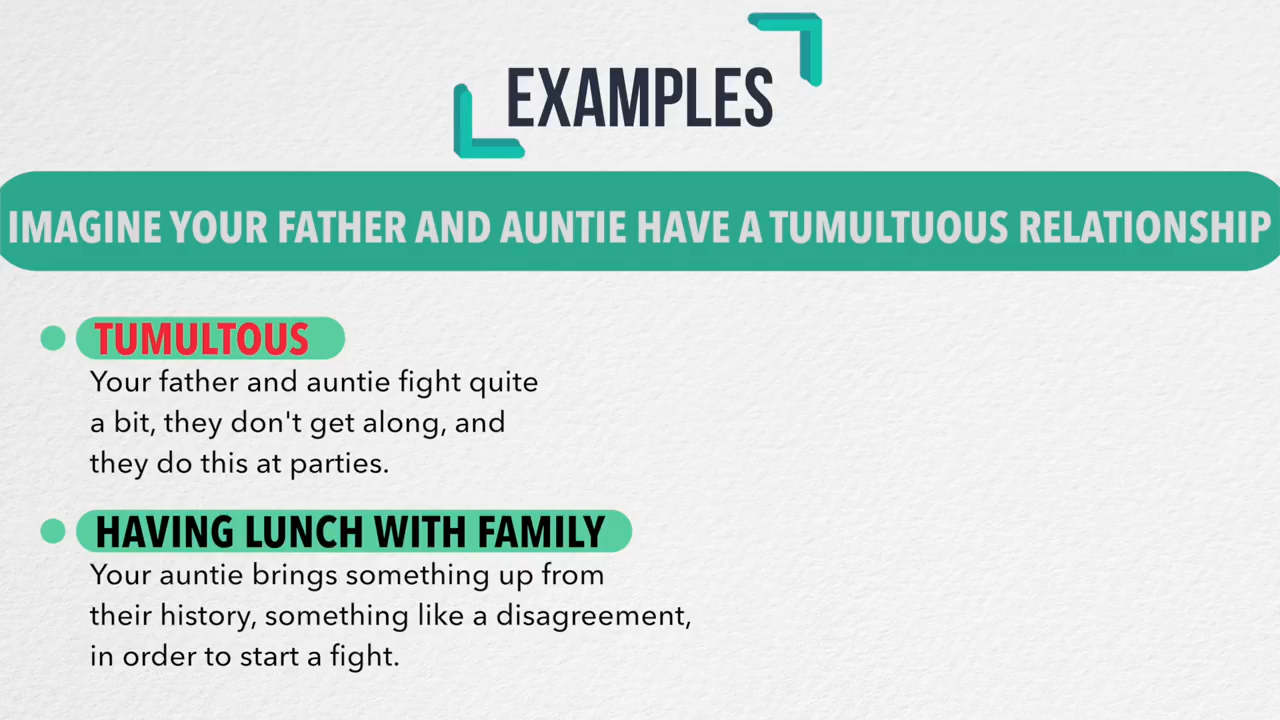 EXAMPLES
IMAGINE YOUR FATHER AND AUNTIE HAVE A TUMULTUOUS RELATIONSHIP
TUMULTOUS
Your father and auntie fight quite
a bit, they don't get along, and
they do this at parties.
HAVING LUNCH WITH FAMILY
Your auntie brings something up from
their history, something like a disagreement,
in order to start a fight.